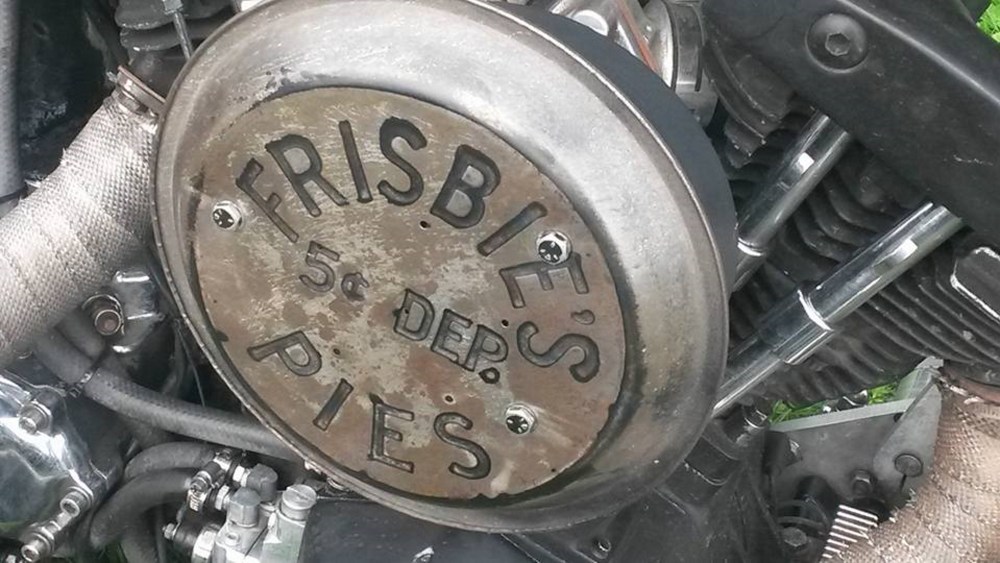 FRISBIE'S
5¢ DEP.
PIES